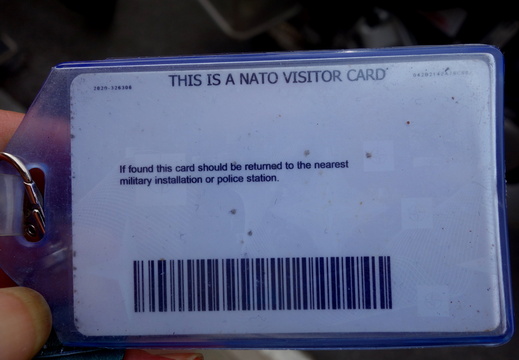 THIS IS A NATO VISITOR CARD
If found this card should be returned to the nearest
military installation or police station.